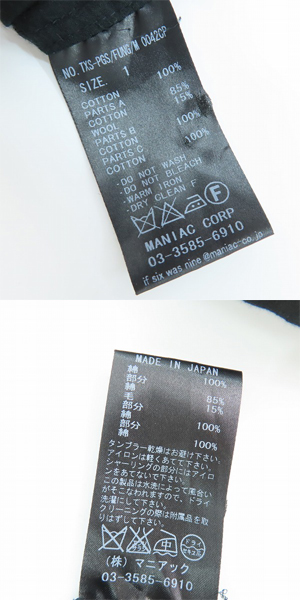 NO. TXS-PGS/FUNG/M 0042CP
SIZE. 1
COTTON 100%
PARTS A
COTTON 85%
WOOL 15%
PARTS B
COTTON 100%
PARTS C
COTTON 100%
.DO NOT WASH
.DO NOT BLEACH
.WARM IRON
.DRY CLEAN F
F
MANIAC CORP
03-3585-6910
if six was nine @maniac-co.jp
MADE IN JAPAN
綿 100%
部分
綿 85%
毛 15%
部分
綿 100%
部分
綿 100%
タンブラー乾燥はお避け下さい。
アイロンは軽くあてて下さい。
シャーリングの部分にはアイロ
ンをあてないで下さい。
この製品は水洗によって風合い
がそこなわれますので、ドライ
洗濯にして下さい。
クリーニングの際は付属品を取
りはずして下さい。
(株) マニアック
03-3585-6910